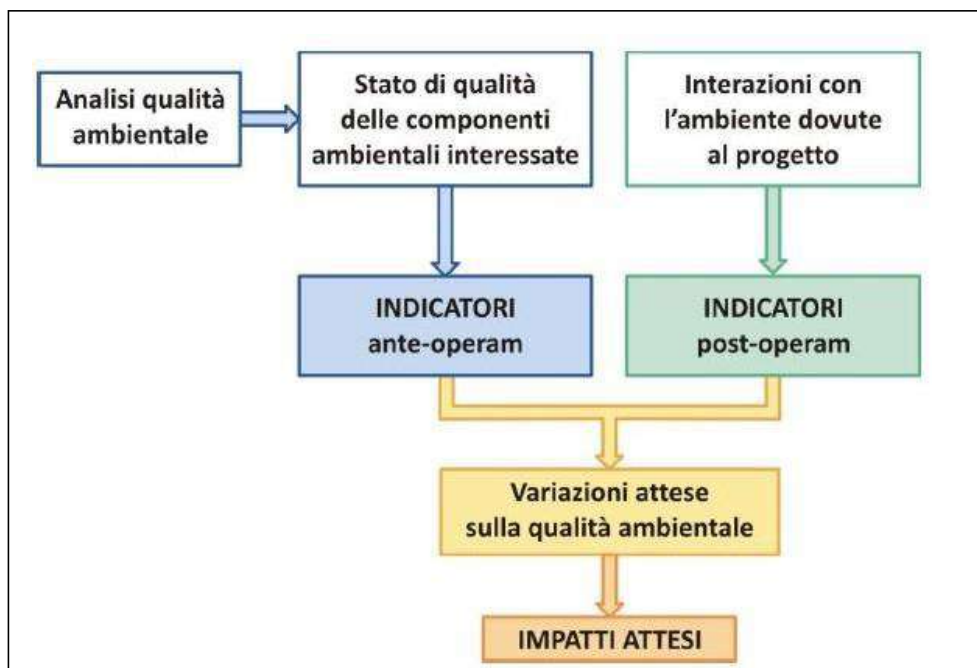 Analisi qualità
ambientale
Stato di qualità
delle componenti
ambientali interessate
Interazioni con
l'ambiente dovute
al progetto
INDICATORI
ante-operam
INDICATORI
post-operam
Variazioni attese
sulla qualità ambientale
IMPATTI ATTESI